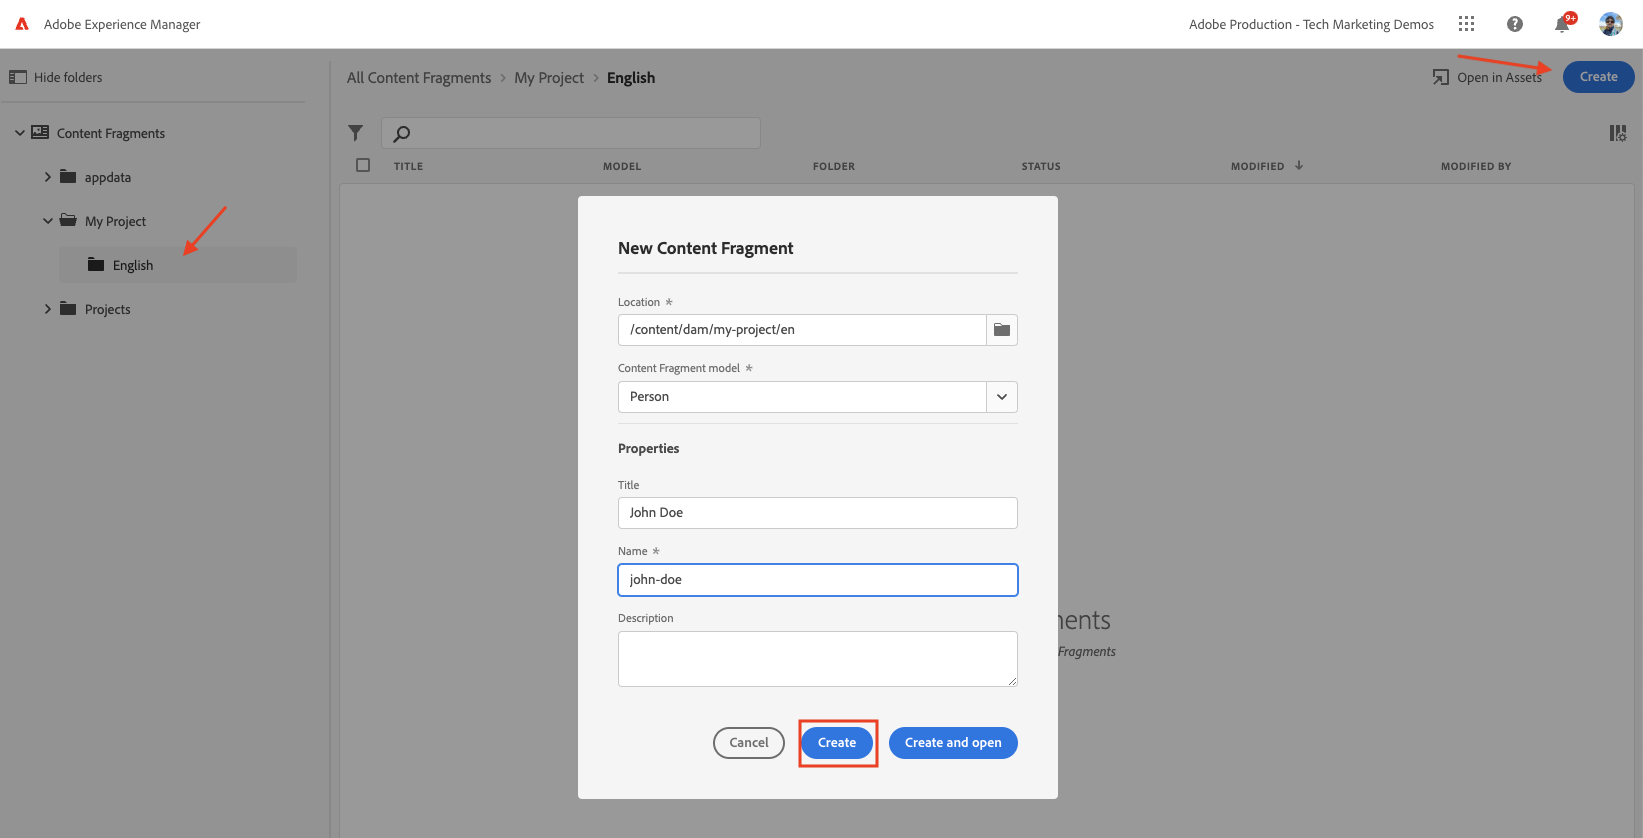 Adobe Experience Manager
Adobe Production - Tech Marketing Demos
9+
Hide folders
All Content Fragments > My Project > English
Open in Assets
Create
Content Fragments
appdata
My Project
English
Projects
TITLE
MODEL
FOLDER
STATUS
MODIFIED
MODIFIED BY
New Content Fragment
Location *
/content/dam/my-project/en
Content Fragment model *
Person
Properties
Title
John Doe
Name *
john-doe
Description
Fragments
Cancel
Create
Create and open